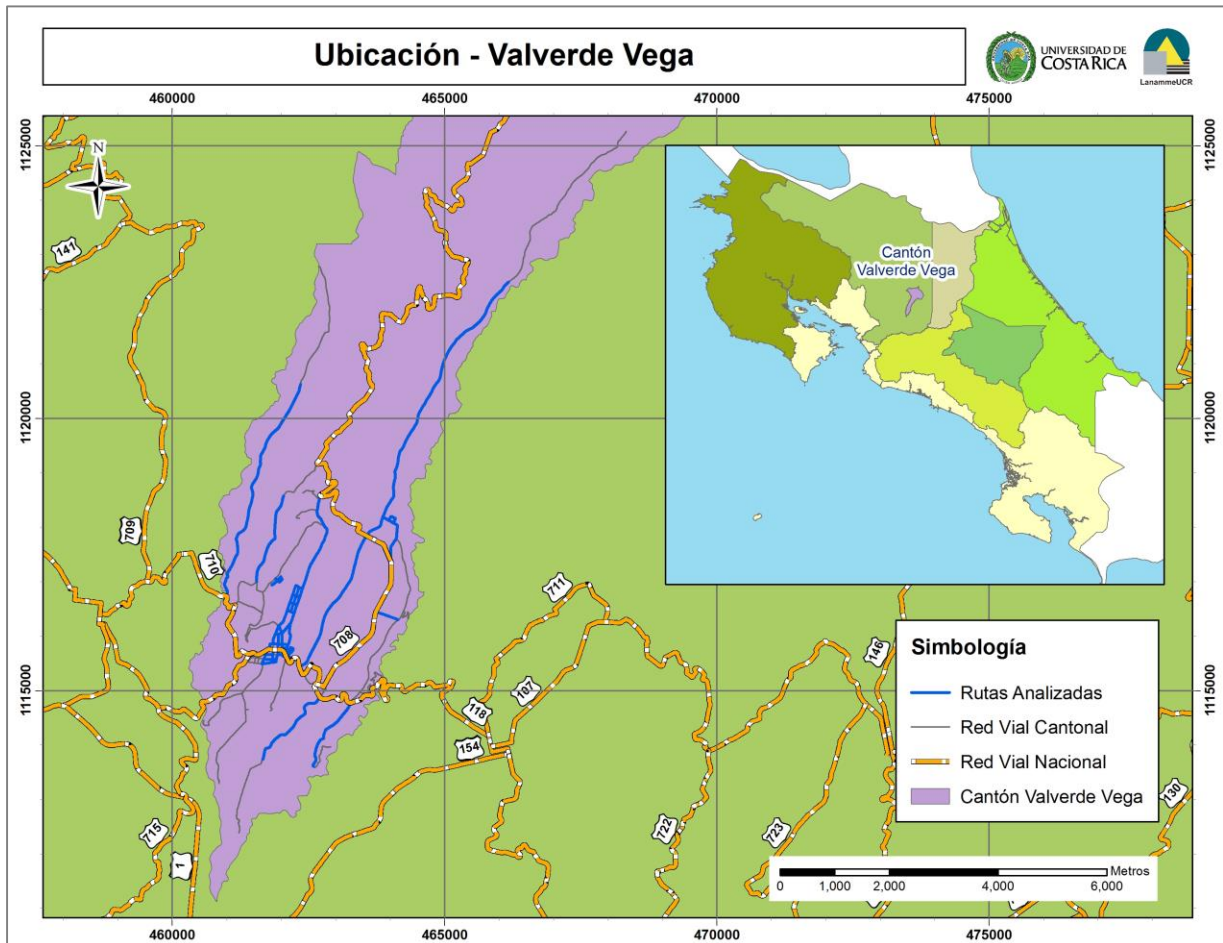 Ubicación - Valverde Vega
UNIVERSIDAD DE
COSTA RICA
LanammeUCR
460000
465000
470000
475000
1125000
1125000
N
141
Cantón
Valverde Vega
1120000
1120000
709
710
711
708
146
107
118
154
1115000
1115000
Simbología
Rutas Analizadas
Red Vial Cantonal
Red Vial Nacional
Cantón Valverde Vega
130
715
1
722
723
Metros
0
1,000
2,000
4,000
6,000
460000
465000
470000
475000